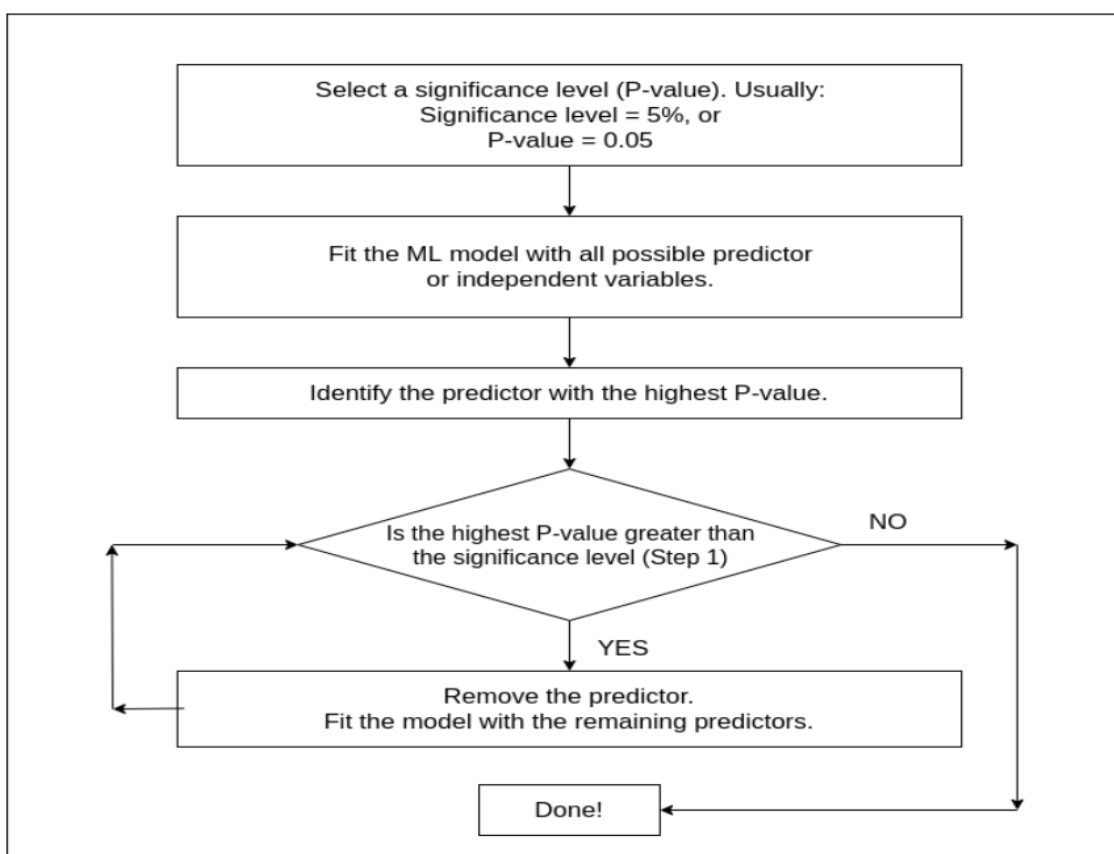 Select a significance level (P-value). Usually:
Significance level = 5%, or
P-value = 0.05
Fit the ML model with all possible predictor
or independent variables.
Identify the predictor with the highest P-value.
Is the highest P-value greater than
the significance level (Step 1)
NO
YES
Remove the predictor.
Fit the model with the remaining predictors.
Done!